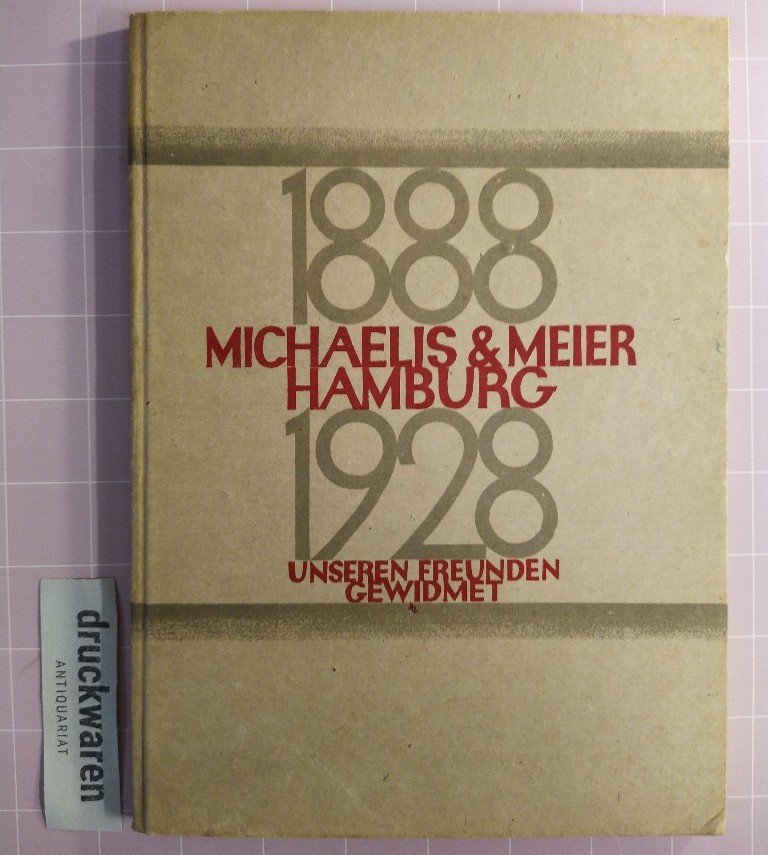 1888
MICHAELIS & MEIER
HAMBURG
1928
UNSEREN FREUNDEN
GEWIDMET
druckwaren
ANTIQUARIAT